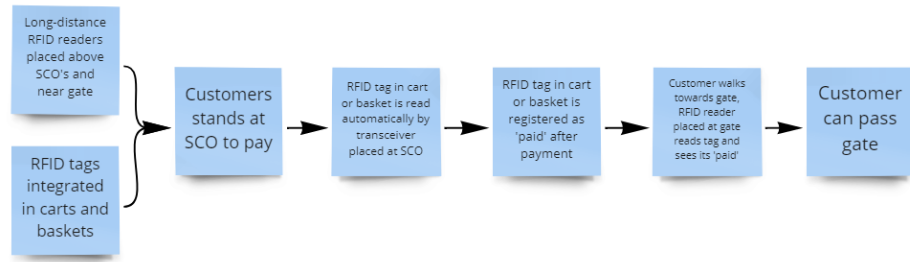 Long-distance
RFID readers
placed above
SCO's and
near gate
RFID tags
integrated
in carts and
baskets
Customers
stands at
SCO to pay
RFID tag in cart
or basket is read
automatically by
transceiver
placed at SCO
RFID tag in cart
or basket is
registered as
'paid' after
payment
Customer walks
towards gate,
RFID reader
placed at gate
reads tag and
sees its 'paid'
Customer
can pass
gate